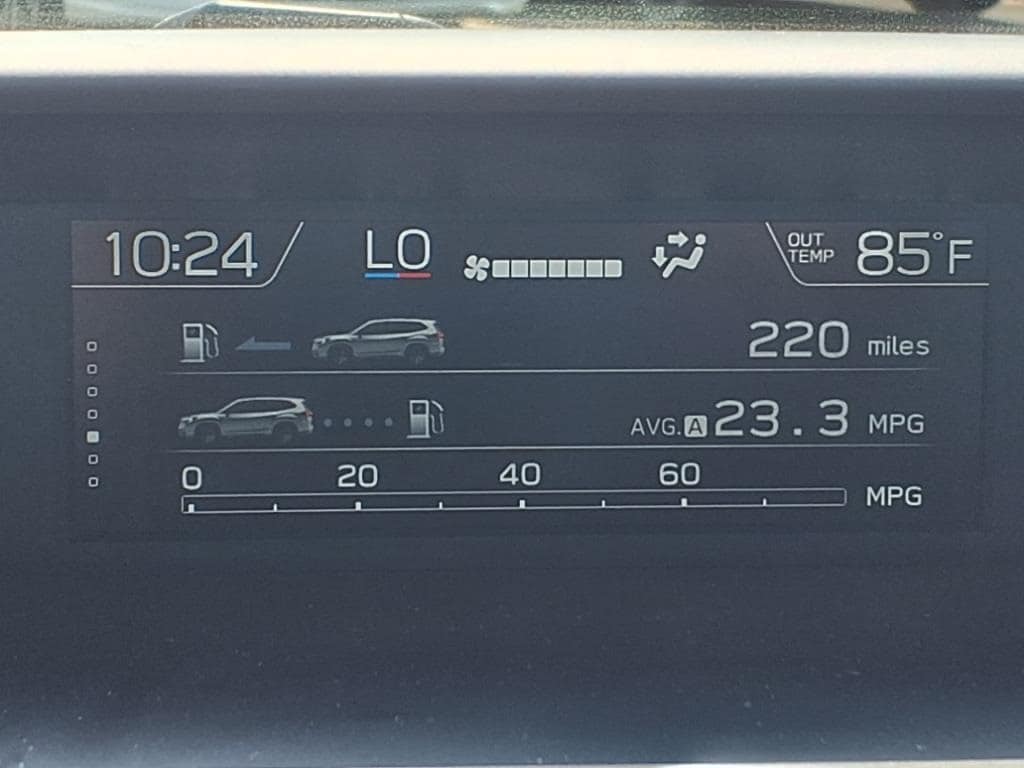 10:24 LO OUT TEMP 85°F
220 miles
AVG. A 23.3 MPG
0 20 40 60
MPG